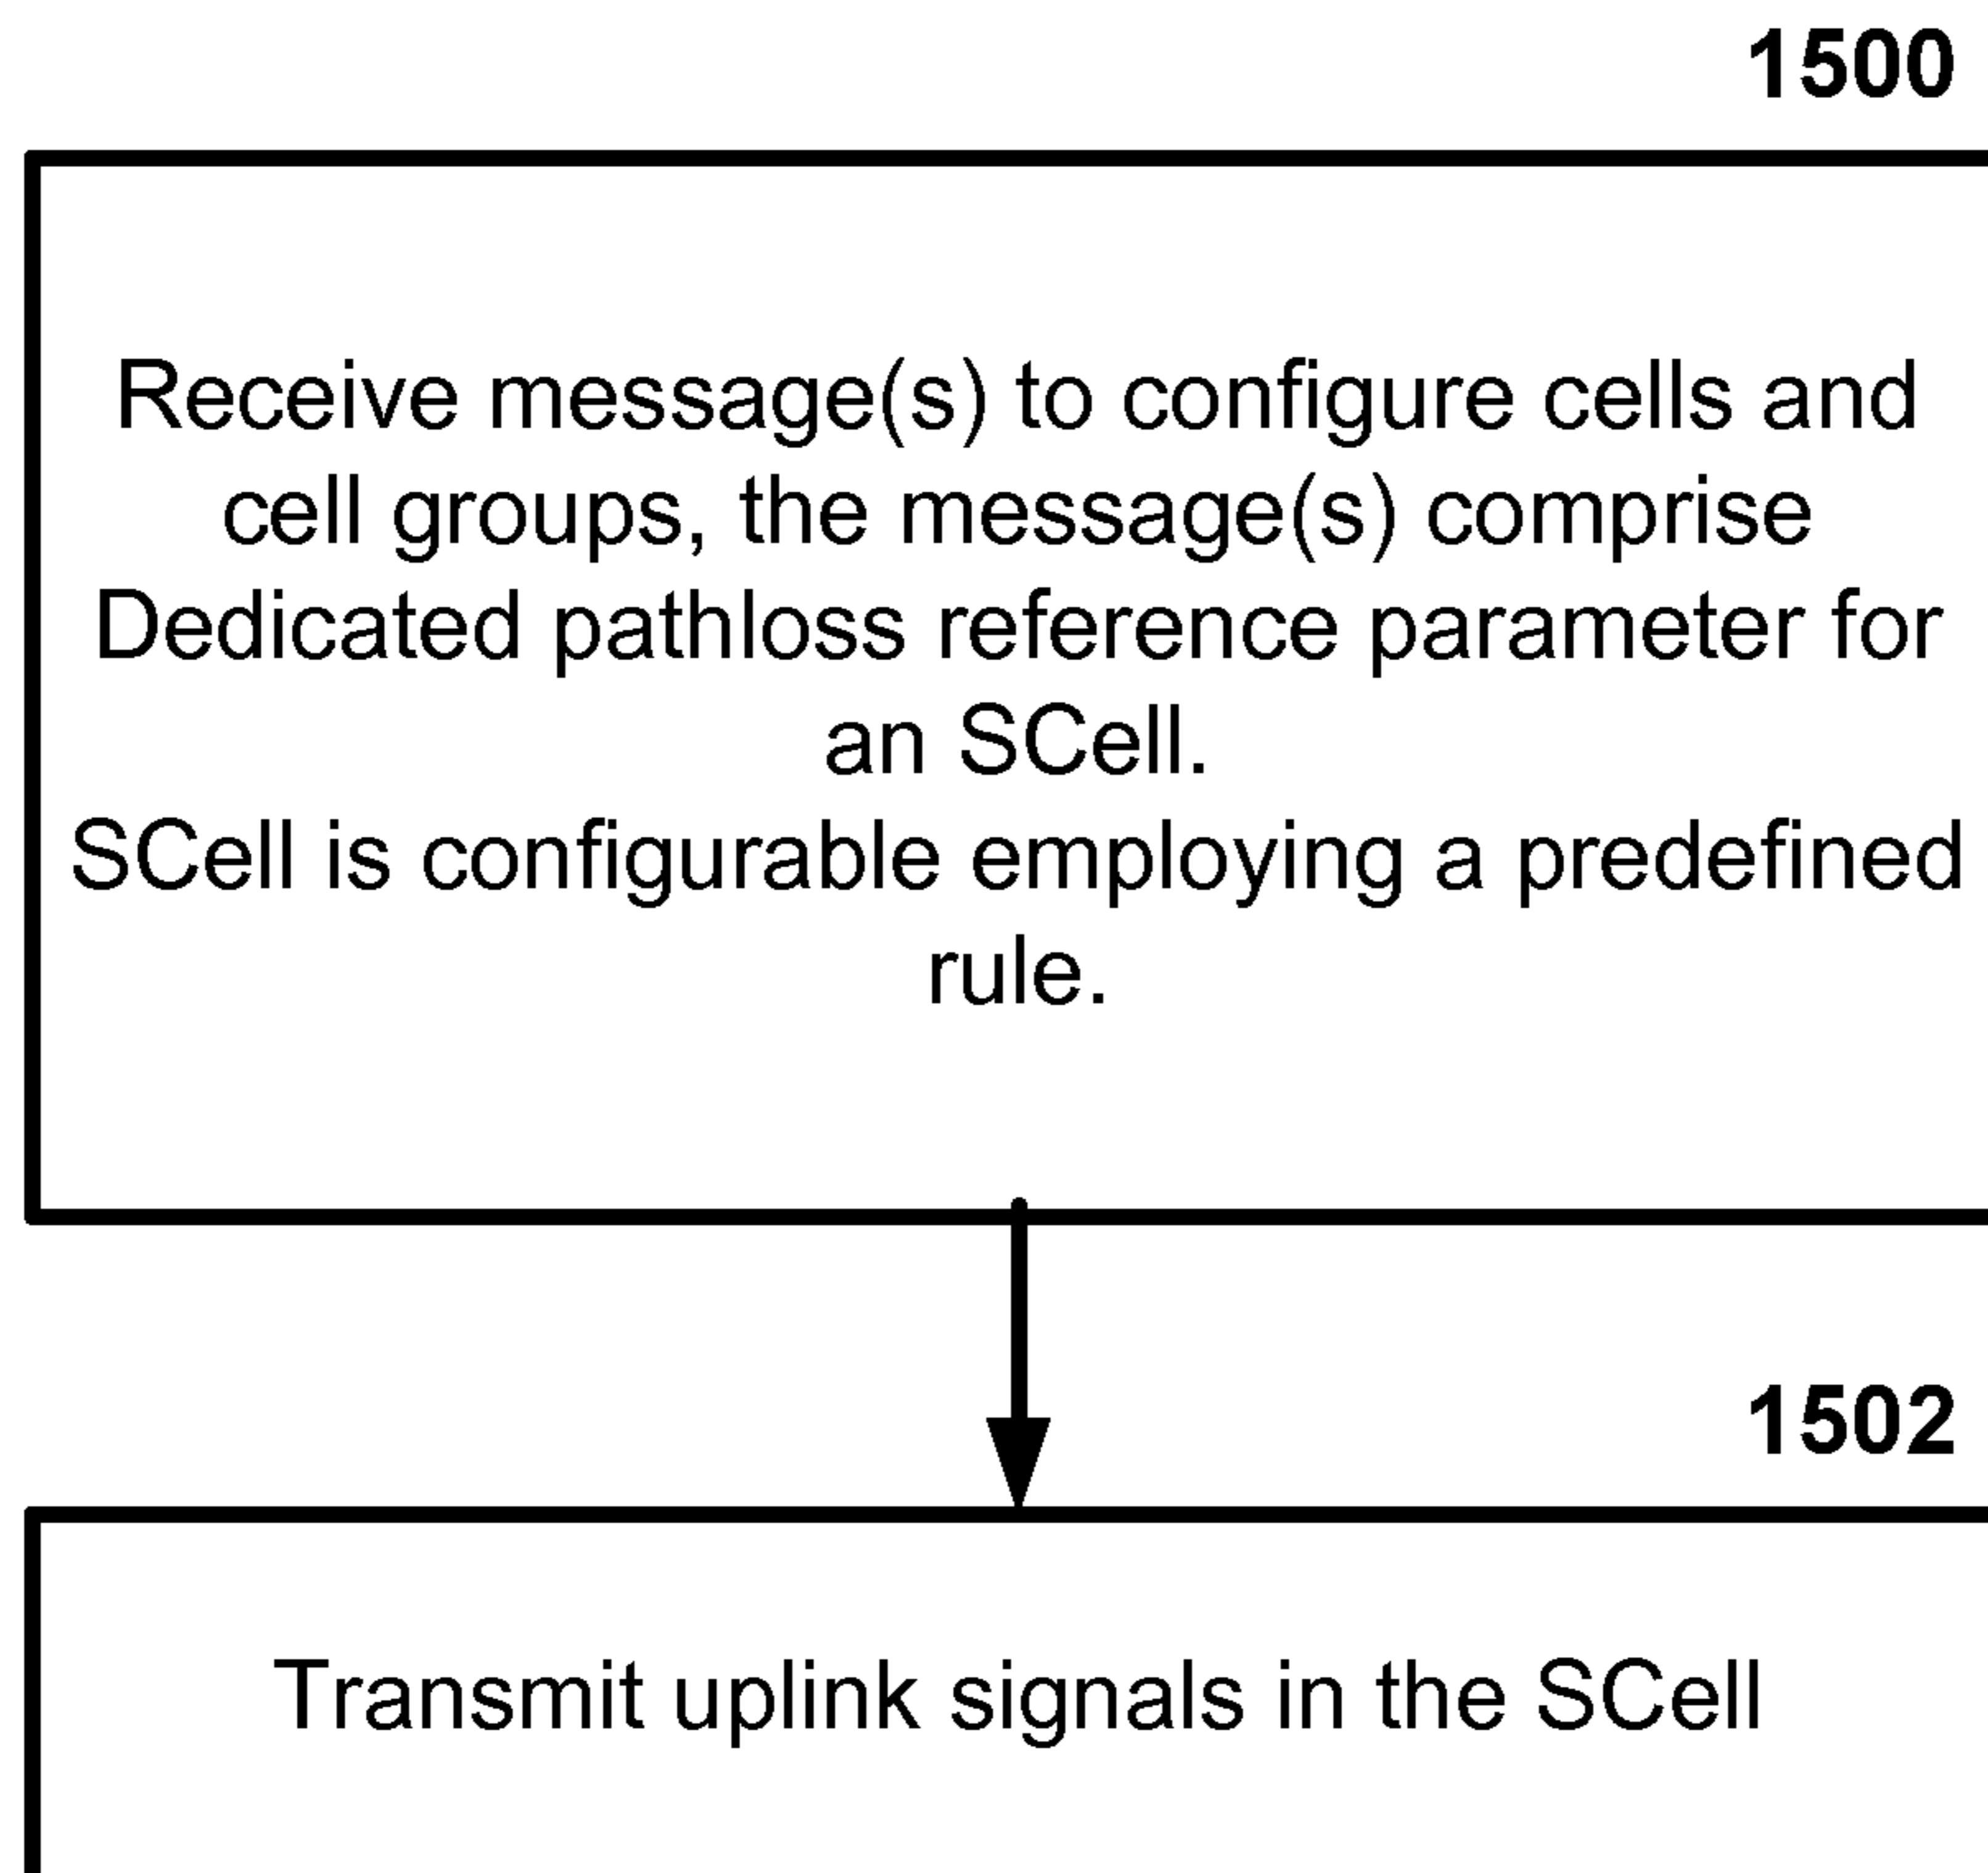 1500
Receive message(s) to configure cells and
cell groups, the message(s) comprise
Dedicated pathloss reference parameter for
an SCell.
SCell is configurable employing a predefined
rule.
1502
Transmit uplink signals in the SCell